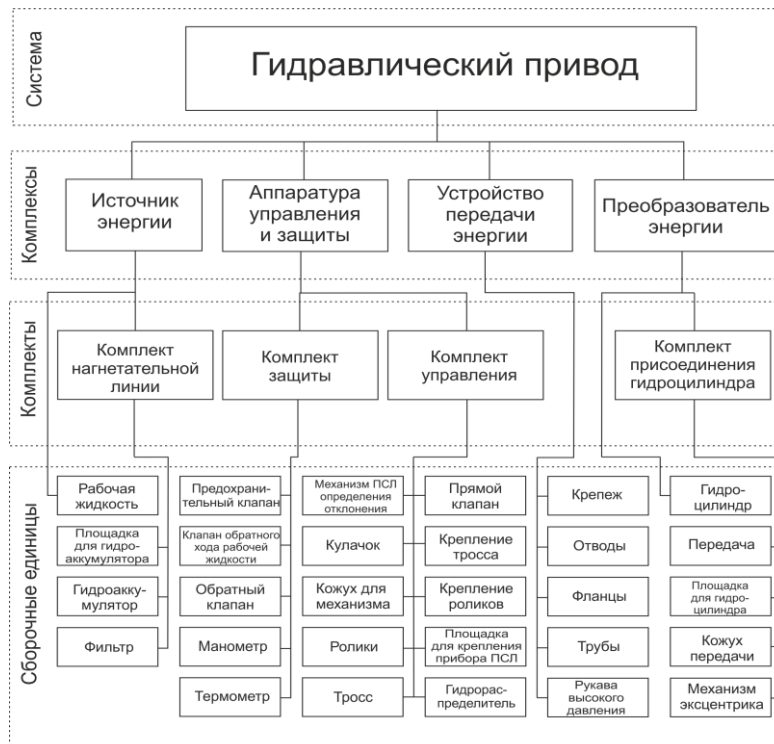 Система
Гидравлический привод
Комплексы
Источник
энергии
Аппаратура
управления
и защиты
Устройство
передачи
энергии
Преобразователь
энергии
Комплекты
Комплект
нагнетательной
линии
Комплект
защиты
Комплект
управления
Комплект
присоединения
гидроцилиндра
Сборочные единицы
Рабочая
жидкость
Площадка
для гидро-
аккумулятора
Гидроакку-
мулятор
Фильтр
Предохрани-
тельный клапан
Клапан обратного
хода рабочей
жидкости
Обратный
клапан
Манометр
Термометр
Механизм ПСЛ
определения
отклонения
Кулачок
Кожух для
механизма
Ролики
Тросс
Прямой
клапан
Крепление
тросса
Крепление
роликов
Площадка
для крепления
прибора ПСЛ
Гидрорас-
пределитель
Крепеж
Отводы
Фланцы
Трубы
Рукава
высокого
давления
Гидро-
цилиндр
Передача
Площадка
для гидро-
цилиндра
Кожух
передачи
Механизм
эксцентрика